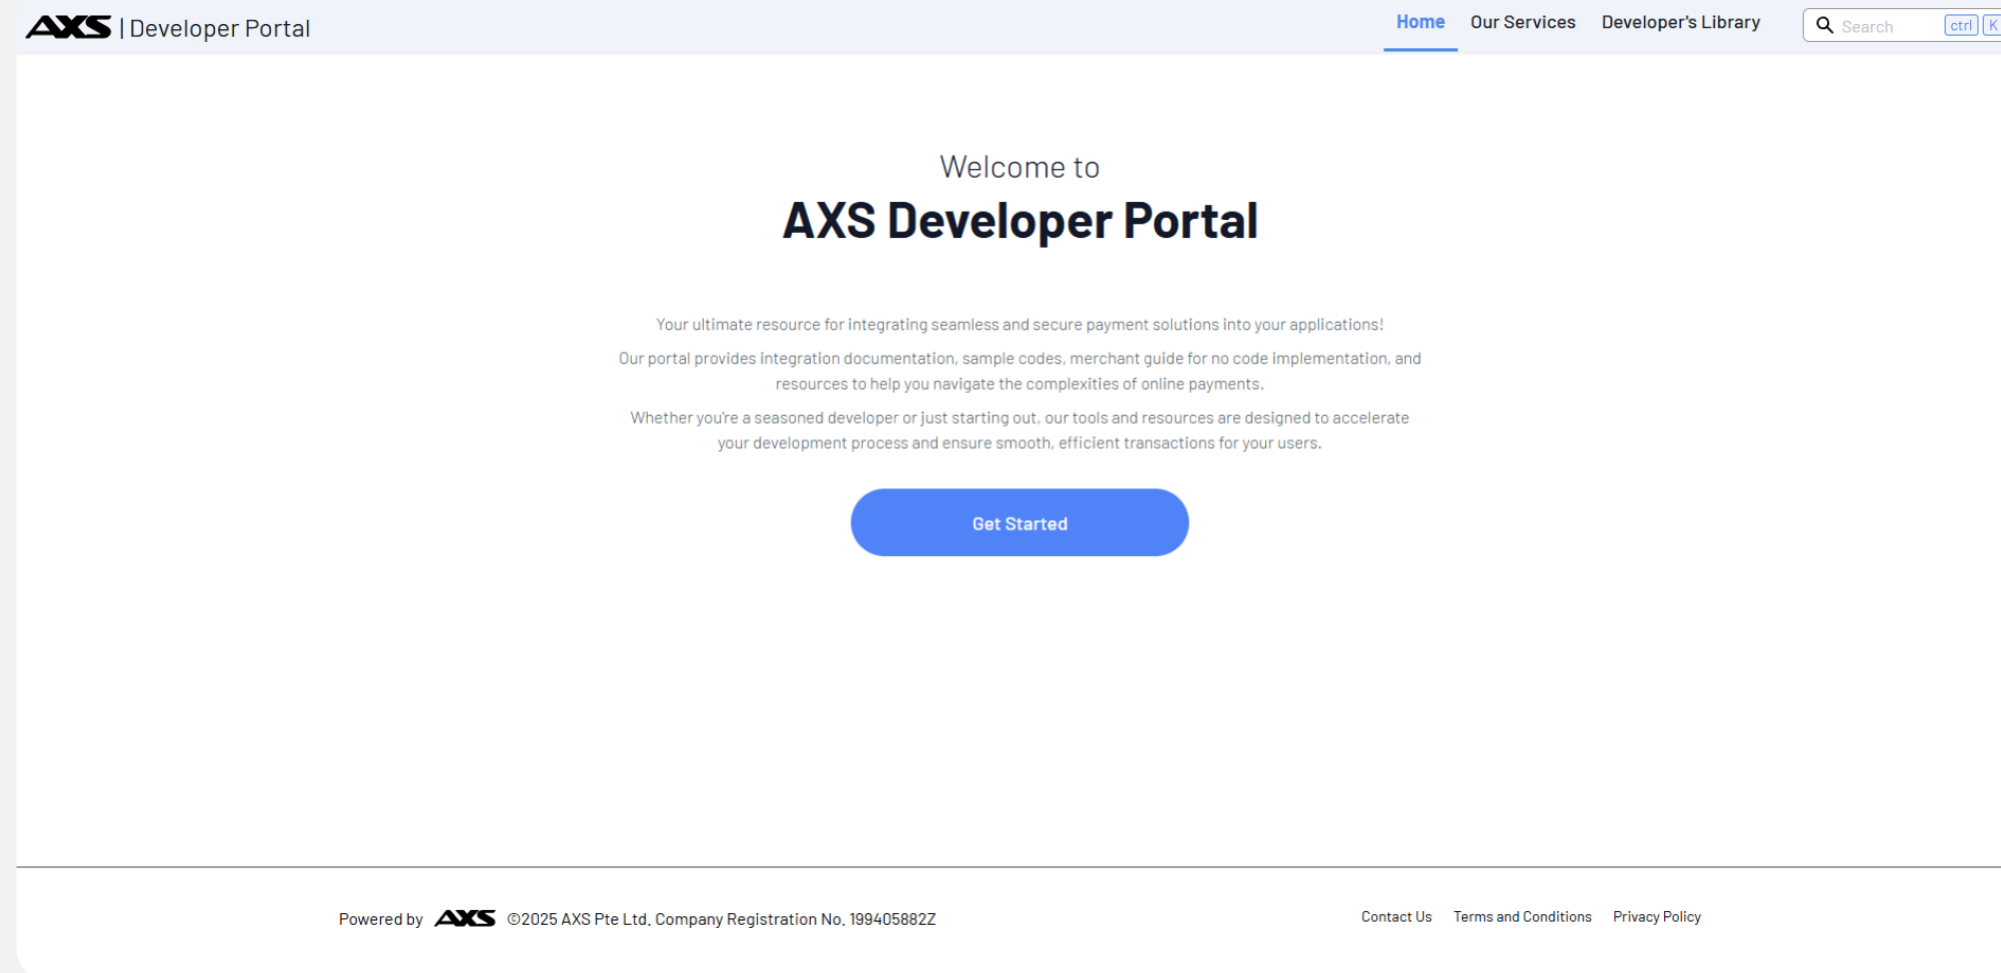 AXS | Developer Portal
Home Our Services Developer's Library Search ctrl K
Welcome to
AXS Developer Portal
Your ultimate resource for integrating seamless and secure payment solutions into your applications!
Our portal provides integration documentation, sample codes, merchant guide for no code implementation, and
resources to help you navigate the complexities of online payments.
Whether you're a seasoned developer or just starting out, our tools and resources are designed to accelerate
your development process and ensure smooth, efficient transactions for your users.
Get Started
Powered by AXS ©2025 AXS Pte Ltd. Company Registration No. 199405882Z
Contact Us Terms and Conditions Privacy Policy